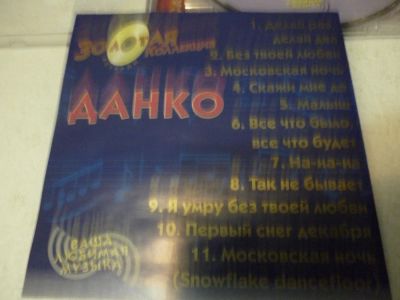 Золотая
коллекция
ДАНКО
1. Делай раз,
делай два
2. Без твоей любви
3. Московская ночь
4. Скажи мне да
5. Малыш
6. Все что было,
все что будет
7. На-на-на
8. Так не бывает
9. Я умру без твоей любви
10. Первый снег декабря
11. Московская ночь
(Snowflake dancefloor)
ВАША
ЛЮБИМАЯ
МУЗЫКА